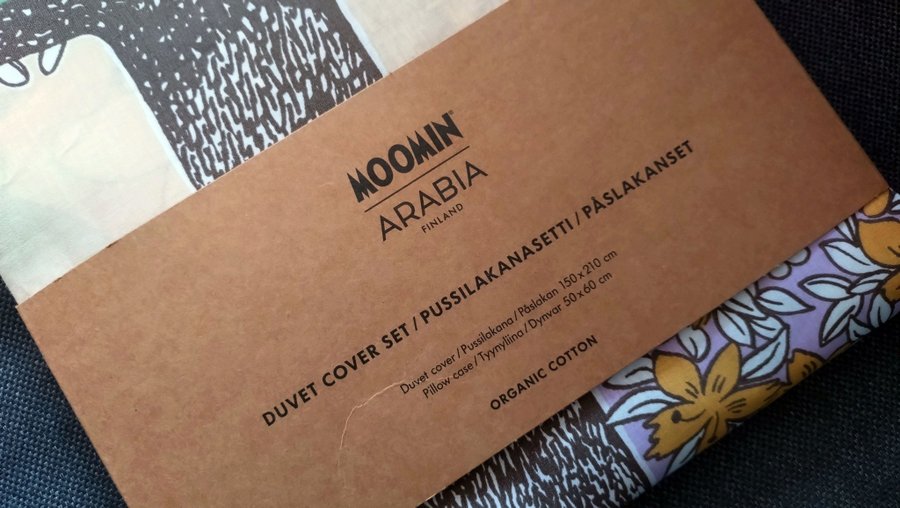 MOOMIN®
ARABIA
FINLAND
DUVET COVER SET / PUSSILAKANASETTI / PÅSLAKANSET
Duvet cover / Pussilakana / Påslakan 150 x 210 cm
Pillow case / Tyynyliina / Dynvar 50 x 60 cm
ORGANIC COTTON